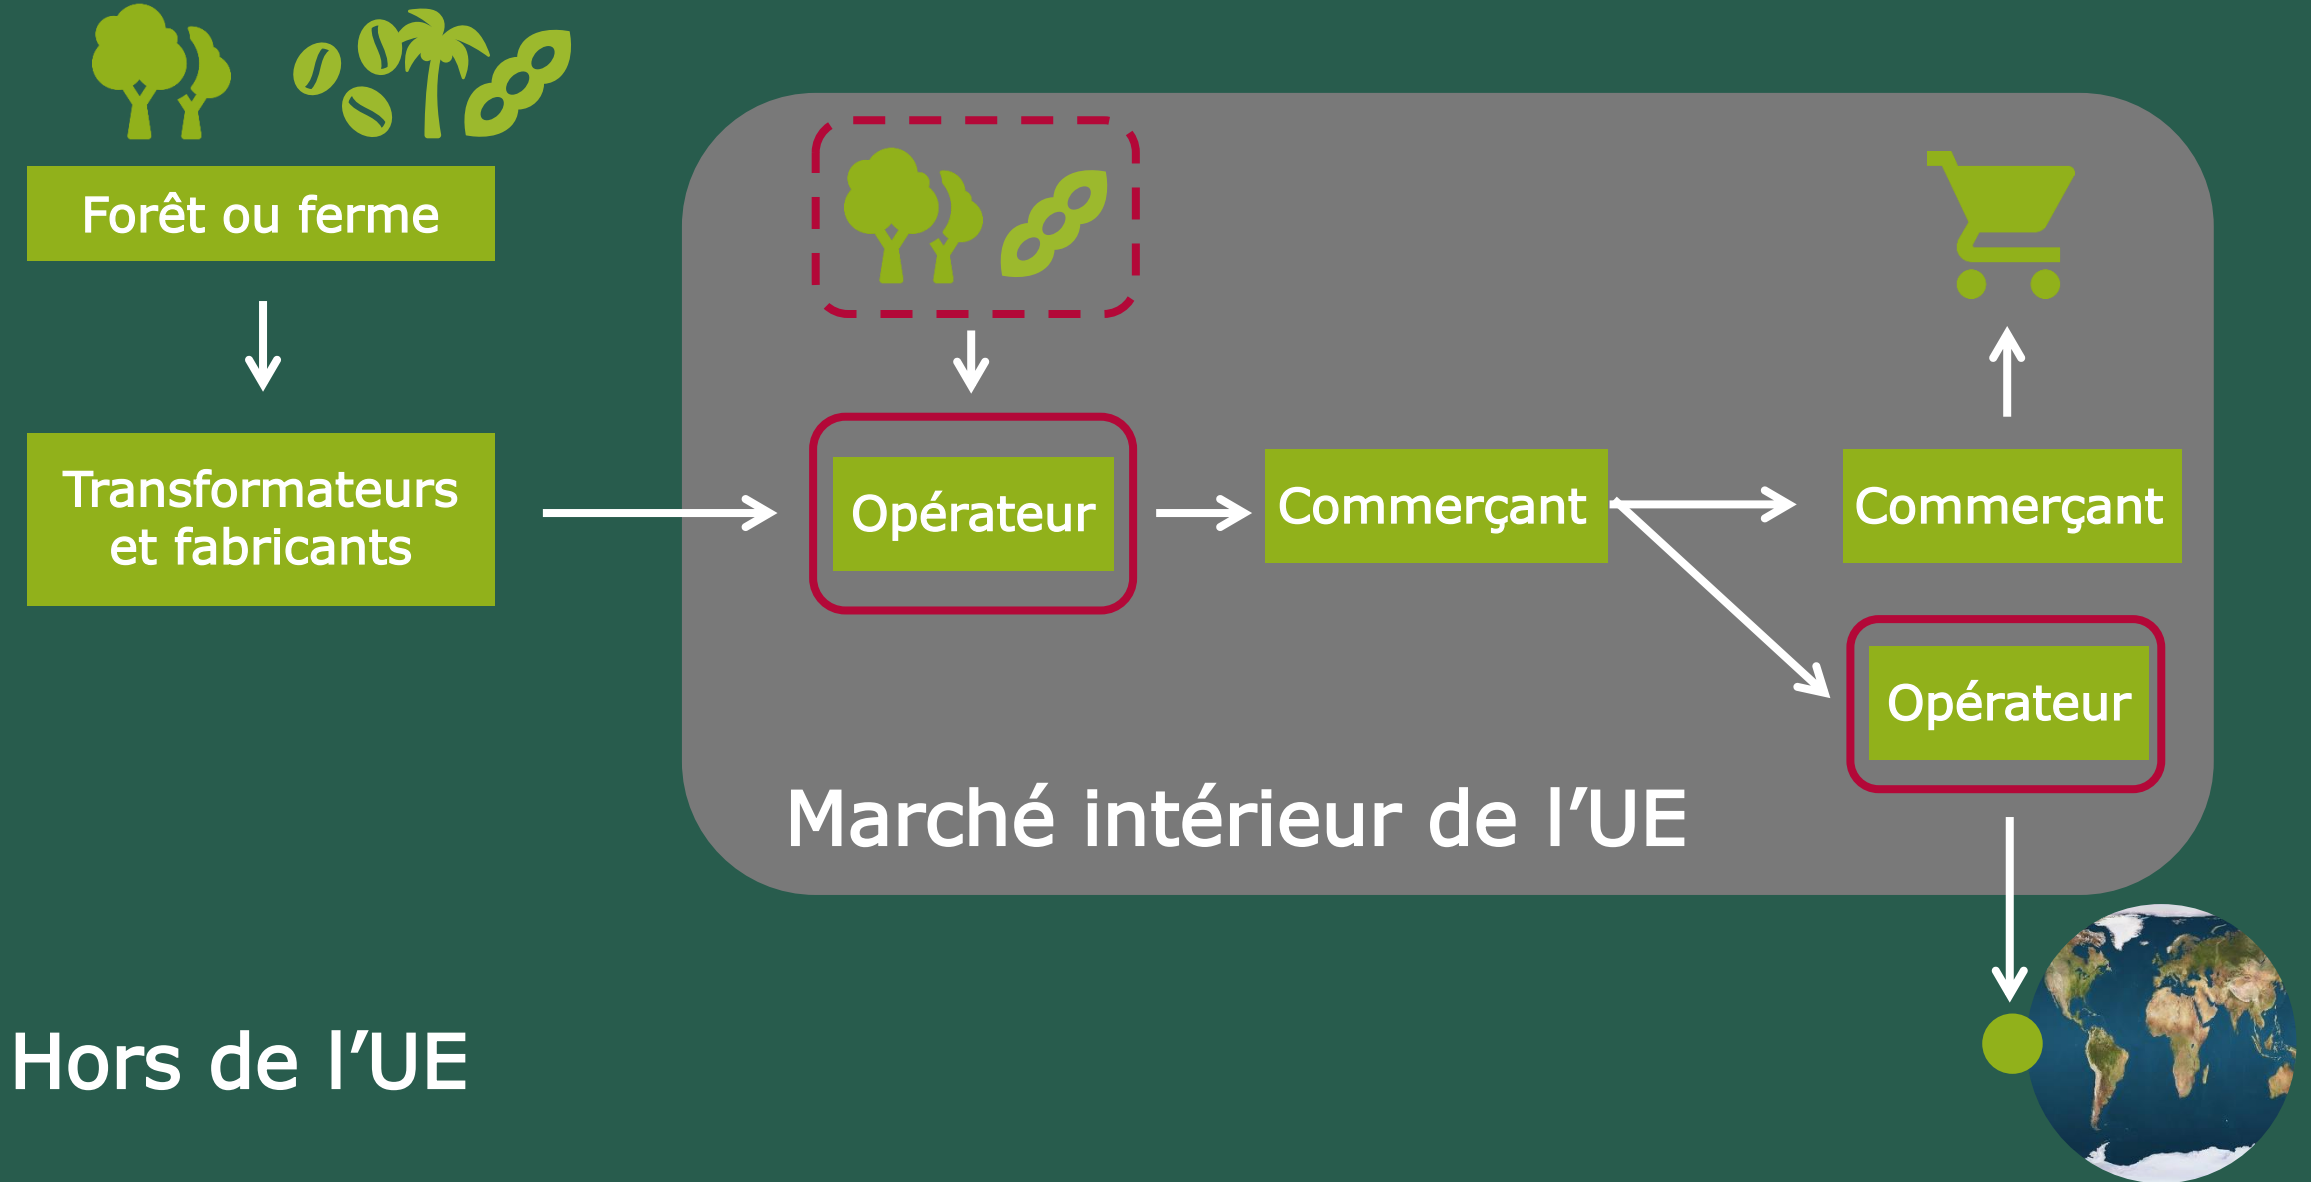 Forêt ou ferme
Transformateurs
et fabricants
Opérateur
Commerçant
Commerçant
Opérateur
Marché intérieur de l’UE
Hors de l’UE